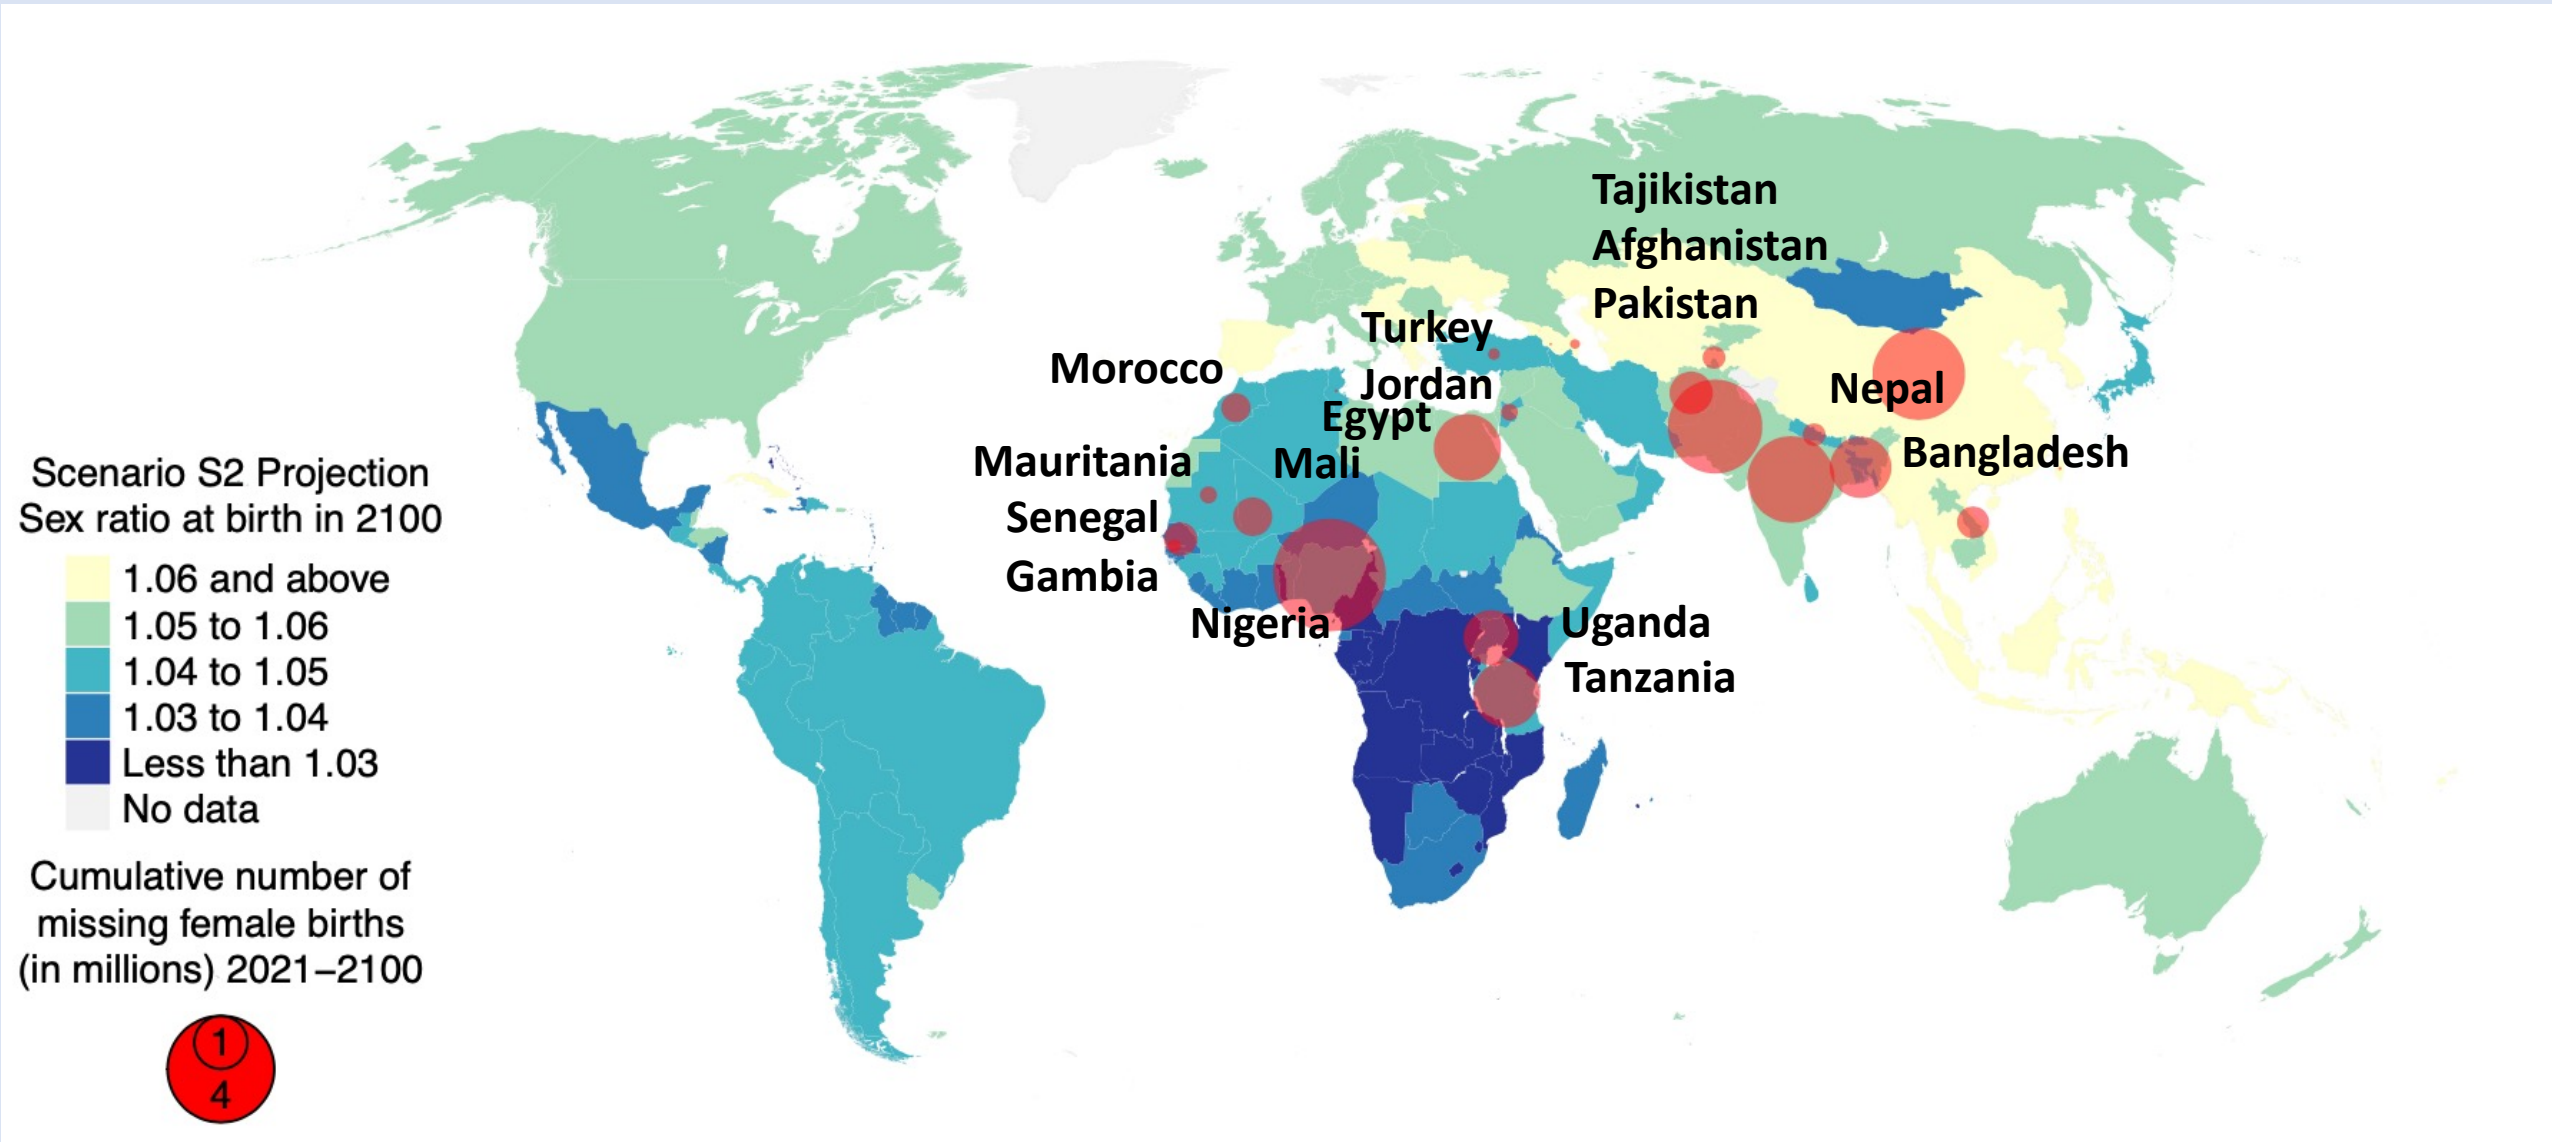 Tajikistan
Afghanistan
Pakistan
Turkey
Morocco
Jordan
Nepal
Egypt
Mauritania
Mali
Bangladesh
Senegal
Gambia
Nigeria
Uganda
Tanzania
Scenario S2 Projection
Sex ratio at birth in 2100
1.06 and above
1.05 to 1.06
1.04 to 1.05
1.03 to 1.04
Less than 1.03
No data
Cumulative number of
missing female births
(in millions) 2021–2100
1
4